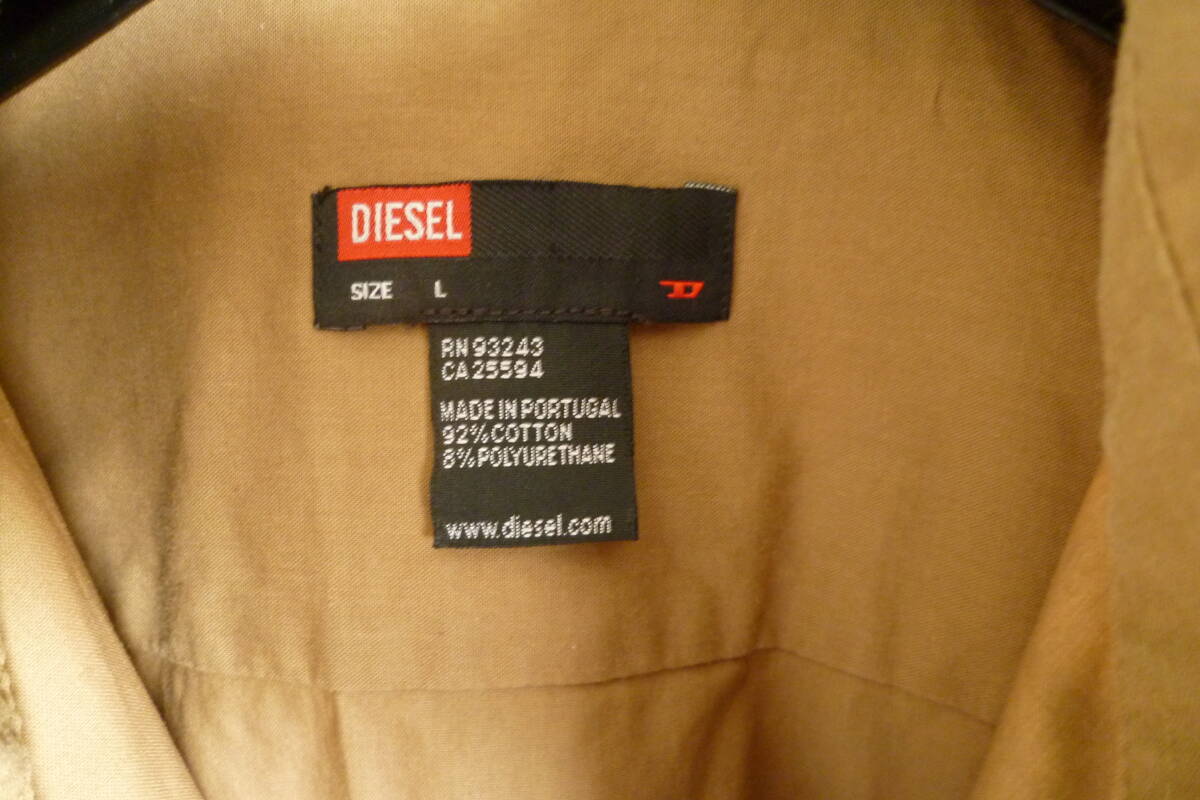 DIESEL
SIZE L
D
RN 93243
CA 25594
MADE IN PORTUGAL
92% COTTON
8% POLYURETHANE
www.diesel.com